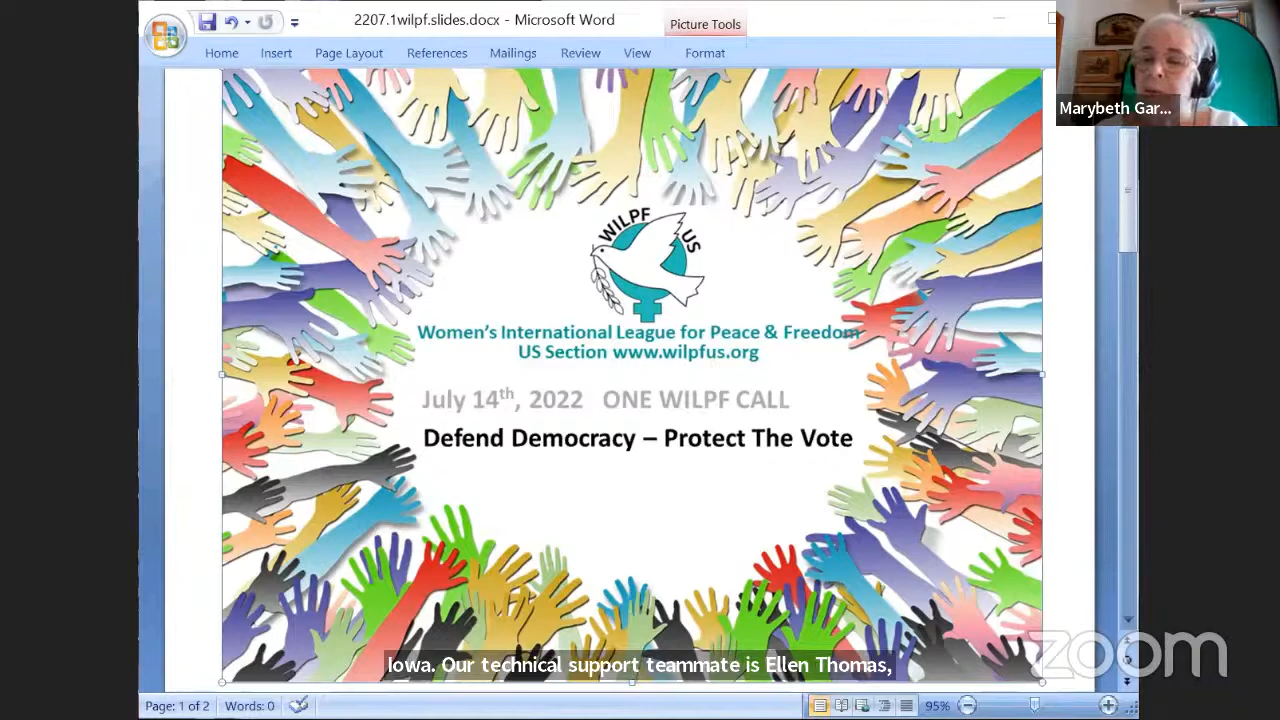 2207.1wilpf.slides.docx - Microsoft Word
Picture Tools
Home Insert Page Layout References Mailings Review View Format
Marybeth Gar...
WILPF US
Women's International League for Peace & Freedom
US Section www.wilpfus.org
July 14th, 2022 ONE WILPF CALL
Defend Democracy – Protect The Vote
Iowa. Our technical support teammate is Ellen Thomas,
zoom
Page: 1 of 2 Words: 0 95%